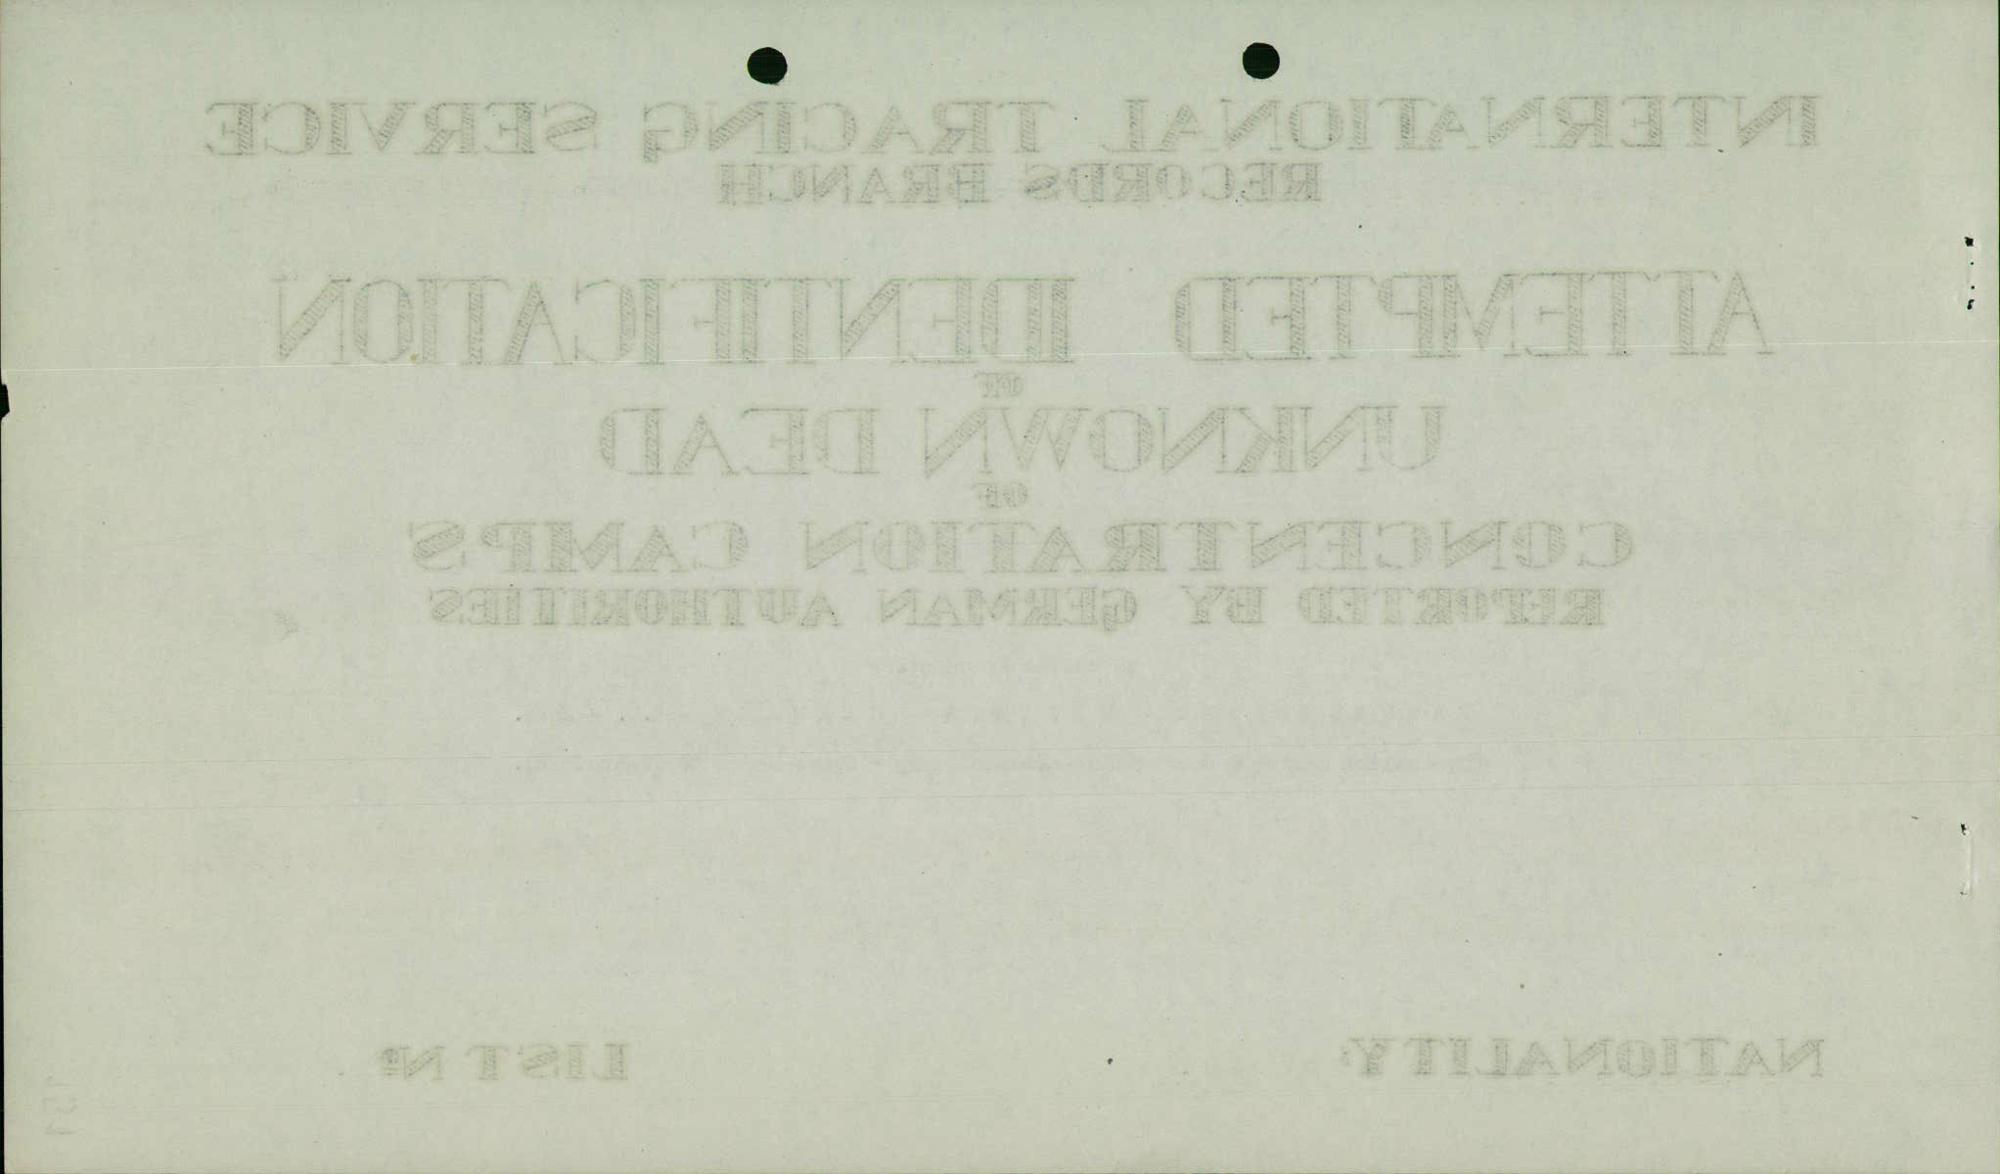 INTERNATIONAL TRACING SERVICE
RECORDS BRANCH
ATTEMPTED IDENTIFICATION
OF
UNKNOWN DEAD
OF
CONCENTRATION CAMPS
REPORTED BY GERMAN AUTHORITIES
NATIONALITY: LIST Nº